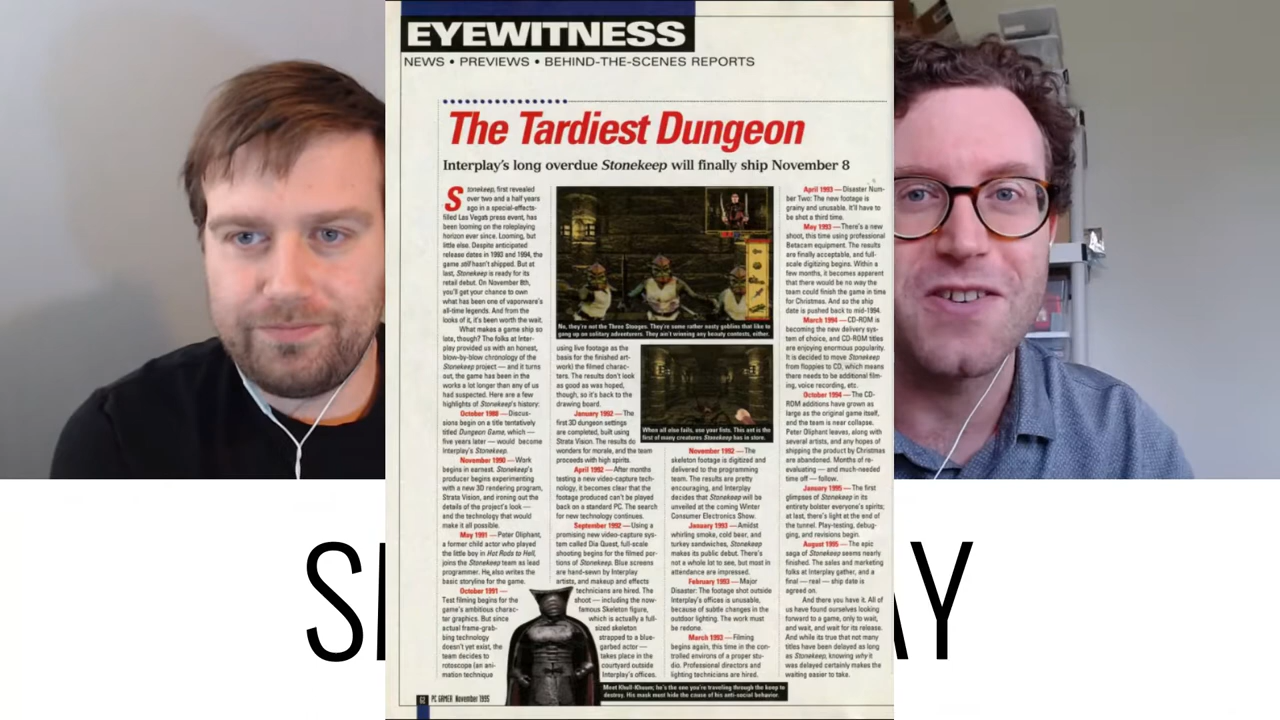 EYEWITNESS
NEWS • PREVIEWS • BEHIND-THE-SCENES REPORTS
The Tardiest Dungeon
Interplay's long overdue Stonekeep will finally ship November 8
Stonekeep, first revealed
over two and a half years
ago in a special-effects-
filled Las Vegas press event, has
been looming on the roleplaying
horizon ever since. Looming, but
little else. Despite anticipated
release dates in 1993 and 1994, the
game still hasn't shipped. But at
last, Stonekeep is ready for its
retail debut. On November 8th,
you'll get your chance to own
what has been one of vaporware's
all-time legends. And from the
looks of it, it's been worth the wait.
What makes a game ship so
late, though? The folks at Inter-
play provided us with an honest,
blow-by-blow chronology of the
Stonekeep project — and it turns
out, the game has been in the
works a lot longer than any of us
had suspected. Here are a few
highlights of Stonekeep's history:
October 1988 — Discus-
sions begin on a title tentatively
titled Dungeon Game, which —
five years later — would become
Interplay's Stonekeep.
November 1990 — Work
begins in earnest. Stonekeep's
producer begins experimenting
with a new 3D rendering program,
Strata Vision, and ironing out the
details of the project's look —
and the technology that would
make it all possible.
May 1991 — Peter Oliphant,
a former child actor who played
the little boy in Hot Rods to Hell,
joins the Stonekeep team as lead
programmer. He also writes the
basic storyline for the game.
October 1991 —
Test filming begins for the
game's ambitious charac-
ter graphics. But since
actual frame-grab-
bing technology
doesn't yet exist, the
team decides to
rotoscope (an ani-
mation technique
No, they're not the Three Stooges. They're some rather nasty goblins that like to
gang up on solitary adventurers. They ain't winning any beauty contests, either.
using live footage as the
basis for the finished art-
work) the filmed charac-
ters. The results don't look
as good as was hoped,
though, so it's back to the
drawing board.
January 1992 — The
first 3D dungeon settings
are completed, built using
Strata Vision. The results do
wonders for morale, and the team
proceeds with high spirits.
April 1992 — After months
testing a new video-capture tech-
nology, it becomes clear that the
footage produced can't be played
back on a standard PC. The search
for new technology continues.
September 1992 — Using a
promising new video-capture sys-
tem called Dia Quest, full-scale
shooting begins for the filmed por-
tions of Stonekeep. Blue screens
are hand-sewn by Interplay
artists, and makeup and effects
technicians are hired. The
shoot — including the now-
famous Skeleton figure,
which is actually a full-
sized skeleton
strapped to a blue-
garbed actor —
takes place in the
courtyard outside
Interplay's offices.
When all else fails, use your fists. This ant is the
first of many creatures Stonekeep has in store.
November 1992 — The
skeleton footage is digitized and
delivered to the programming
team. The results are pretty
encouraging, and Interplay
decides that Stonekeep will be
unveiled at the coming Winter
Consumer Electronics Show.
January 1993 — Amidst
whirling smoke, cold beer, and
turkey sandwiches, Stonekeep
makes its public debut. There's
not a whole lot to see, but most in
attendance are impressed.
February 1993 — Major
Disaster: The footage shot outside
Interplay's offices is unusable,
because of subtle changes in the
outdoor lighting. The work must
be redone.
March 1993 — Filming
begins again, this time in the con-
trolled environs of a proper stu-
dio. Professional directors and
lighting technicians are hired.
April 1993 — Disaster Num-
ber Two: The new footage is
grainy and unusable. It'll have to
be shot a third time.
May 1993 — There's a new
shoot, this time using professional
Betacam equipment. The results
are finally acceptable, and full-
scale digitizing begins. Within a
few months, it becomes apparent
that there would be no way the
team could finish the game in time
for Christmas. And so the ship
date is pushed back to mid-1994.
March 1994 — CD-ROM is
becoming the new delivery sys-
tem of choice, and CD-ROM titles
are enjoying enormous popularity.
It is decided to move Stonekeep
from floppies to CD, which means
there needs to be additional film-
ing, voice recording, etc.
October 1994 — The CD-
ROM additions have grown as
large as the original game itself,
and the team is near collapse.
Peter Oliphant leaves, along with
several artists, and any hopes of
shipping the product by Christmas
are abandoned. Months of re-
evaluating — and much-needed
time off — follow.
January 1995 — The first
glimpses of Stonekeep in its
entirety bolster everyone's spirits;
at last, there's light at the end of
the tunnel. Play-testing, debug-
ging, and revisions begin.
August 1995 — The epic
saga of Stonekeep seems nearly
finished. The sales and marketing
folks at Interplay gather, and a
final — real — ship date is
agreed on.
And there you have it. All of
us have found ourselves looking
forward to a game, only to wait,
and wait, and wait for its release.
And while its true that not many
titles have been delayed as long
as Stonekeep, knowing why it
was delayed certainly makes the
waiting easier to take.
Meet Khull-Khuum; he's the one you're traveling through the keep to
destroy. His mask must hide the cause of his anti-social behavior.
PC GAMER November 1995
AY